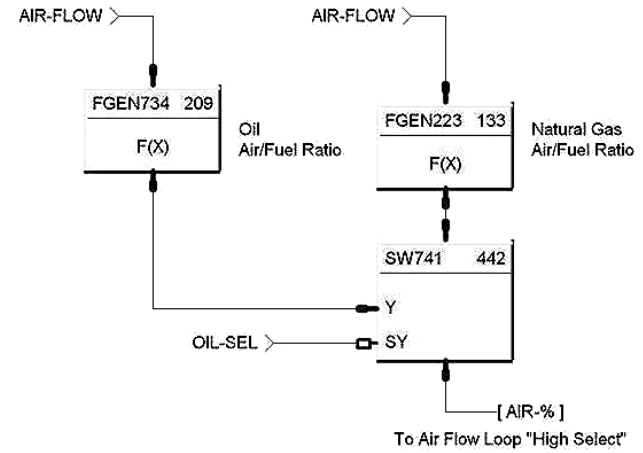 AIR-FLOW
AIR-FLOW
FGEN734 209
F(X)
Oil
Air/Fuel Ratio
FGEN223 133
F(X)
Natural Gas
Air/Fuel Ratio
SW741 442
Y
OIL-SEL
SY
[ AIR-% ]
To Air Flow Loop "High Select"